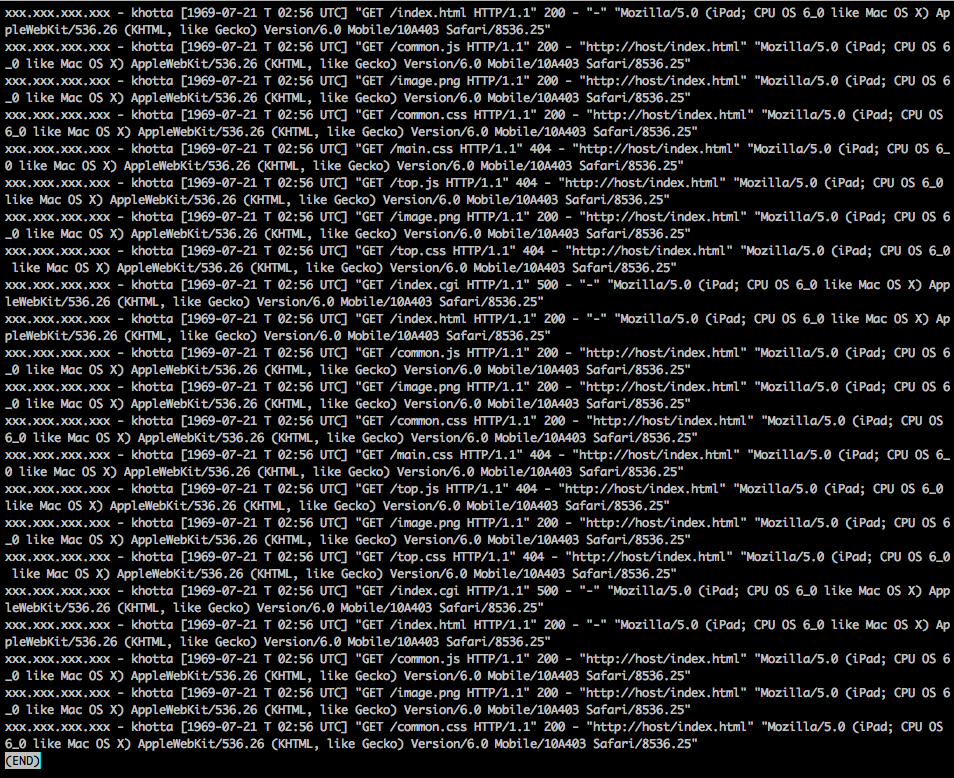 xxx.xxx.xxx.xxx - khotta [1969-07-21 T 02:56 UTC] "GET /index.html HTTP/1.1" 200 - "-" "Mozilla/5.0 (iPad; CPU OS 6_0 like Mac OS X) Ap
pleWebKit/536.26 (KHTML, like Gecko) Version/6.0 Mobile/10A403 Safari/8536.25"
xxx.xxx.xxx.xxx - khotta [1969-07-21 T 02:56 UTC] "GET /common.js HTTP/1.1" 200 - "http://host/index.html" "Mozilla/5.0 (iPad; CPU OS 6
_0 like Mac OS X) AppleWebKit/536.26 (KHTML, like Gecko) Version/6.0 Mobile/10A403 Safari/8536.25"
xxx.xxx.xxx.xxx - khotta [1969-07-21 T 02:56 UTC] "GET /image.png HTTP/1.1" 200 - "http://host/index.html" "Mozilla/5.0 (iPad; CPU OS 6
_0 like Mac OS X) AppleWebKit/536.26 (KHTML, like Gecko) Version/6.0 Mobile/10A403 Safari/8536.25"
xxx.xxx.xxx.xxx - khotta [1969-07-21 T 02:56 UTC] "GET /common.css HTTP/1.1" 200 - "http://host/index.html" "Mozilla/5.0 (iPad; CPU OS 
6_0 like Mac OS X) AppleWebKit/536.26 (KHTML, like Gecko) Version/6.0 Mobile/10A403 Safari/8536.25"
xxx.xxx.xxx.xxx - khotta [1969-07-21 T 02:56 UTC] "GET /main.css HTTP/1.1" 404 - "http://host/index.html" "Mozilla/5.0 (iPad; CPU OS 6_
0 like Mac OS X) AppleWebKit/536.26 (KHTML, like Gecko) Version/6.0 Mobile/10A403 Safari/8536.25"
xxx.xxx.xxx.xxx - khotta [1969-07-21 T 02:56 UTC] "GET /top.js HTTP/1.1" 404 - "http://host/index.html" "Mozilla/5.0 (iPad; CPU OS 6_0 
like Mac OS X) AppleWebKit/536.26 (KHTML, like Gecko) Version/6.0 Mobile/10A403 Safari/8536.25"
xxx.xxx.xxx.xxx - khotta [1969-07-21 T 02:56 UTC] "GET /image.png HTTP/1.1" 200 - "http://host/index.html" "Mozilla/5.0 (iPad; CPU OS 6
_0 like Mac OS X) AppleWebKit/536.26 (KHTML, like Gecko) Version/6.0 Mobile/10A403 Safari/8536.25"
xxx.xxx.xxx.xxx - khotta [1969-07-21 T 02:56 UTC] "GET /top.css HTTP/1.1" 404 - "http://host/index.html" "Mozilla/5.0 (iPad; CPU OS 6_0
 like Mac OS X) AppleWebKit/536.26 (KHTML, like Gecko) Version/6.0 Mobile/10A403 Safari/8536.25"
xxx.xxx.xxx.xxx - khotta [1969-07-21 T 02:56 UTC] "GET /index.cgi HTTP/1.1" 500 - "-" "Mozilla/5.0 (iPad; CPU OS 6_0 like Mac OS X) App
leWebKit/536.26 (KHTML, like Gecko) Version/6.0 Mobile/10A403 Safari/8536.25"
xxx.xxx.xxx.xxx - khotta [1969-07-21 T 02:56 UTC] "GET /index.html HTTP/1.1" 200 - "-" "Mozilla/5.0 (iPad; CPU OS 6_0 like Mac OS X) Ap
pleWebKit/536.26 (KHTML, like Gecko) Version/6.0 Mobile/10A403 Safari/8536.25"
xxx.xxx.xxx.xxx - khotta [1969-07-21 T 02:56 UTC] "GET /common.js HTTP/1.1" 200 - "http://host/index.html" "Mozilla/5.0 (iPad; CPU OS 6
_0 like Mac OS X) AppleWebKit/536.26 (KHTML, like Gecko) Version/6.0 Mobile/10A403 Safari/8536.25"
xxx.xxx.xxx.xxx - khotta [1969-07-21 T 02:56 UTC] "GET /image.png HTTP/1.1" 200 - "http://host/index.html" "Mozilla/5.0 (iPad; CPU OS 6
_0 like Mac OS X) AppleWebKit/536.26 (KHTML, like Gecko) Version/6.0 Mobile/10A403 Safari/8536.25"
xxx.xxx.xxx.xxx - khotta [1969-07-21 T 02:56 UTC] "GET /common.css HTTP/1.1" 200 - "http://host/index.html" "Mozilla/5.0 (iPad; CPU OS 
6_0 like Mac OS X) AppleWebKit/536.26 (KHTML, like Gecko) Version/6.0 Mobile/10A403 Safari/8536.25"
xxx.xxx.xxx.xxx - khotta [1969-07-21 T 02:56 UTC] "GET /main.css HTTP/1.1" 404 - "http://host/index.html" "Mozilla/5.0 (iPad; CPU OS 6_
0 like Mac OS X) AppleWebKit/536.26 (KHTML, like Gecko) Version/6.0 Mobile/10A403 Safari/8536.25"
xxx.xxx.xxx.xxx - khotta [1969-07-21 T 02:56 UTC] "GET /top.js HTTP/1.1" 404 - "http://host/index.html" "Mozilla/5.0 (iPad; CPU OS 6_0 
like Mac OS X) AppleWebKit/536.26 (KHTML, like Gecko) Version/6.0 Mobile/10A403 Safari/8536.25"
xxx.xxx.xxx.xxx - khotta [1969-07-21 T 02:56 UTC] "GET /image.png HTTP/1.1" 200 - "http://host/index.html" "Mozilla/5.0 (iPad; CPU OS 6
_0 like Mac OS X) AppleWebKit/536.26 (KHTML, like Gecko) Version/6.0 Mobile/10A403 Safari/8536.25"
xxx.xxx.xxx.xxx - khotta [1969-07-21 T 02:56 UTC] "GET /top.css HTTP/1.1" 404 - "http://host/index.html" "Mozilla/5.0 (iPad; CPU OS 6_0
 like Mac OS X) AppleWebKit/536.26 (KHTML, like Gecko) Version/6.0 Mobile/10A403 Safari/8536.25"
xxx.xxx.xxx.xxx - khotta [1969-07-21 T 02:56 UTC] "GET /index.cgi HTTP/1.1" 500 - "-" "Mozilla/5.0 (iPad; CPU OS 6_0 like Mac OS X) App
leWebKit/536.26 (KHTML, like Gecko) Version/6.0 Mobile/10A403 Safari/8536.25"
xxx.xxx.xxx.xxx - khotta [1969-07-21 T 02:56 UTC] "GET /index.html HTTP/1.1" 200 - "-" "Mozilla/5.0 (iPad; CPU OS 6_0 like Mac OS X) Ap
pleWebKit/536.26 (KHTML, like Gecko) Version/6.0 Mobile/10A403 Safari/8536.25"
xxx.xxx.xxx.xxx - khotta [1969-07-21 T 02:56 UTC] "GET /common.js HTTP/1.1" 200 - "http://host/index.html" "Mozilla/5.0 (iPad; CPU OS 6
_0 like Mac OS X) AppleWebKit/536.26 (KHTML, like Gecko) Version/6.0 Mobile/10A403 Safari/8536.25"
xxx.xxx.xxx.xxx - khotta [1969-07-21 T 02:56 UTC] "GET /image.png HTTP/1.1" 200 - "http://host/index.html" "Mozilla/5.0 (iPad; CPU OS 6
_0 like Mac OS X) AppleWebKit/536.26 (KHTML, like Gecko) Version/6.0 Mobile/10A403 Safari/8536.25"
xxx.xxx.xxx.xxx - khotta [1969-07-21 T 02:56 UTC] "GET /common.css HTTP/1.1" 200 - "http://host/index.html" "Mozilla/5.0 (iPad; CPU OS 
6_0 like Mac OS X) AppleWebKit/536.26 (KHTML, like Gecko) Version/6.0 Mobile/10A403 Safari/8536.25"
(END)